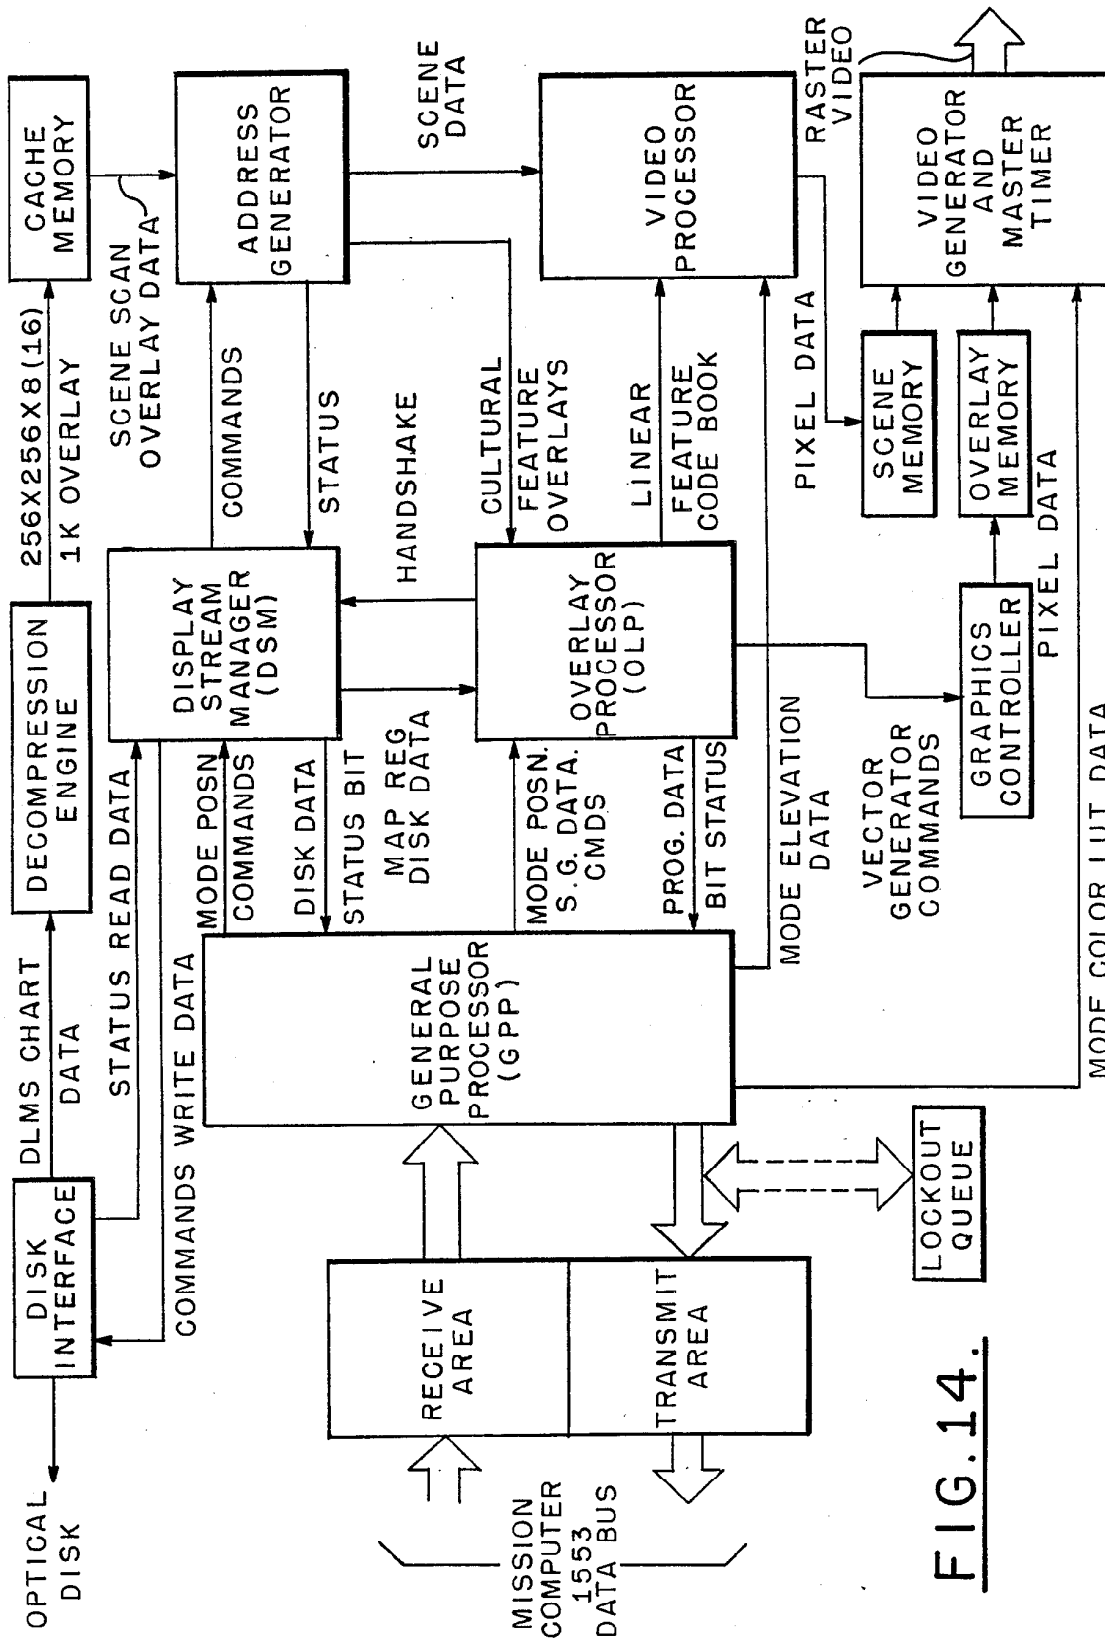 OPTICAL
DISK
DISK
INTERFACE
DLMS CHART
DATA
DECOMPRESSION
ENGINE
256X256X8(16)
1K OVERLAY
CACHE
MEMORY
STATUS READ DATA
COMMANDS WRITE DATA
SCENE SCAN
OVERLAY DATA
MODE POSN.
COMMANDS
DISPLAY
STREAM
MANAGER
(DSM)
COMMANDS
STATUS
ADDRESS
GENERATOR
DISK DATA
STATUS BIT
MAP REG
DISK DATA
HANDSHAKE
CULTURAL
FEATURE
OVERLAYS
SCENE
DATA
MISSION
COMPUTER
1553
DATA BUS
RECEIVE
AREA
TRANSMIT
AREA
GENERAL
PURPOSE
PROCESSOR
(GPP)
MODE POSN.
S.G. DATA.
CMDS
PROG. DATA
BIT STATUS
OVERLAY
PROCESSOR
(OLP)
LINEAR
FEATURE
CODE BOOK
VIDEO
PROCESSOR
MODE ELEVATION
DATA
PIXEL DATA
RASTER
VIDEO
VECTOR
GENERATOR
COMMANDS
SCENE
MEMORY
VIDEO
GENERATOR
AND
MASTER
TIMER
LOCKOUT
QUEUE
GRAPHICS
CONTROLLER
OVERLAY
MEMORY
PIXEL DATA
MODE COLOR LUT DATA
FIG.14.